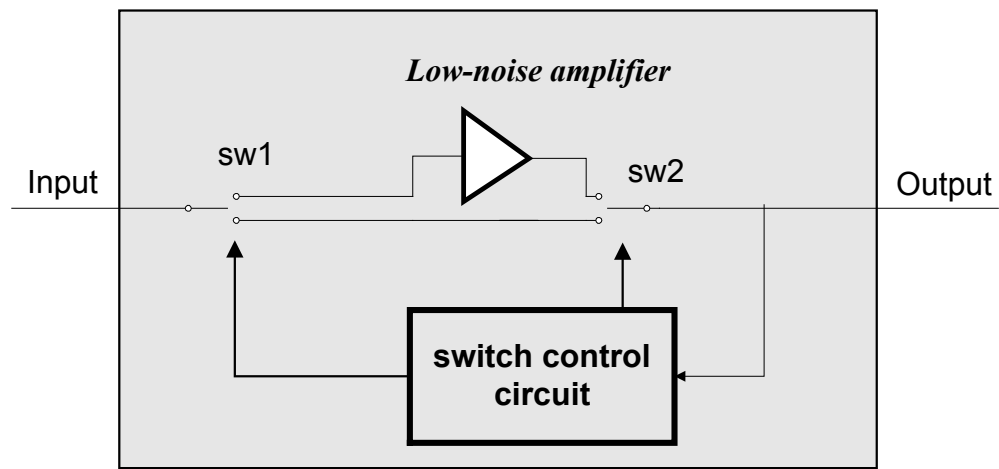 Low-noise amplifier
sw1
sw2
Input
Output
switch control
circuit